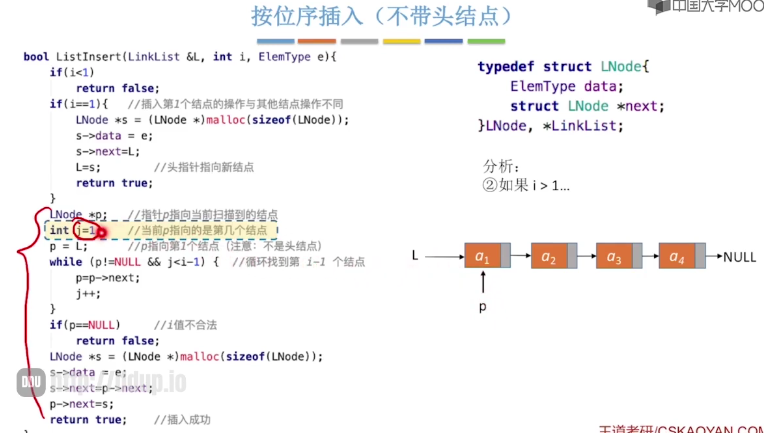 按位序插入（不带头结点）
中国大学MOO
bool ListInsert(LinkList &L, int i, ElemType e){
if(i<1)
return false;
if(i==1){ //插入第1个结点的操作与其他结点操作不同
LNode *s = (LNode *)malloc(sizeof(LNode));
s->data = e;
s->next=L;
L=s; //头指针指向新结点
return true;
}
LNode *p; //指针p指向当前扫描到的结点
int j=1; //当前p指向的是第几个结点
p = L; //p指向第1个结点（注意：不是头结点）
while (p!=NULL && j<i-1) { //循环找到第 i-1 个结点
p=p->next;
j++;
}
if(p==NULL) //i值不合法
return false;
LNode *s = (LNode *)malloc(sizeof(LNode));
s->data = e;
s->next=p->next;
p->next=s;
return true; //插入成功
typedef struct LNode{
ElemType data;
struct LNode *next;
}LNode, *LinkList;
分析：
②如果 i > 1…
L a1 a2 a3 a4 NULL
p
http://idup.io
王道考研/CSKAOYAN.COM